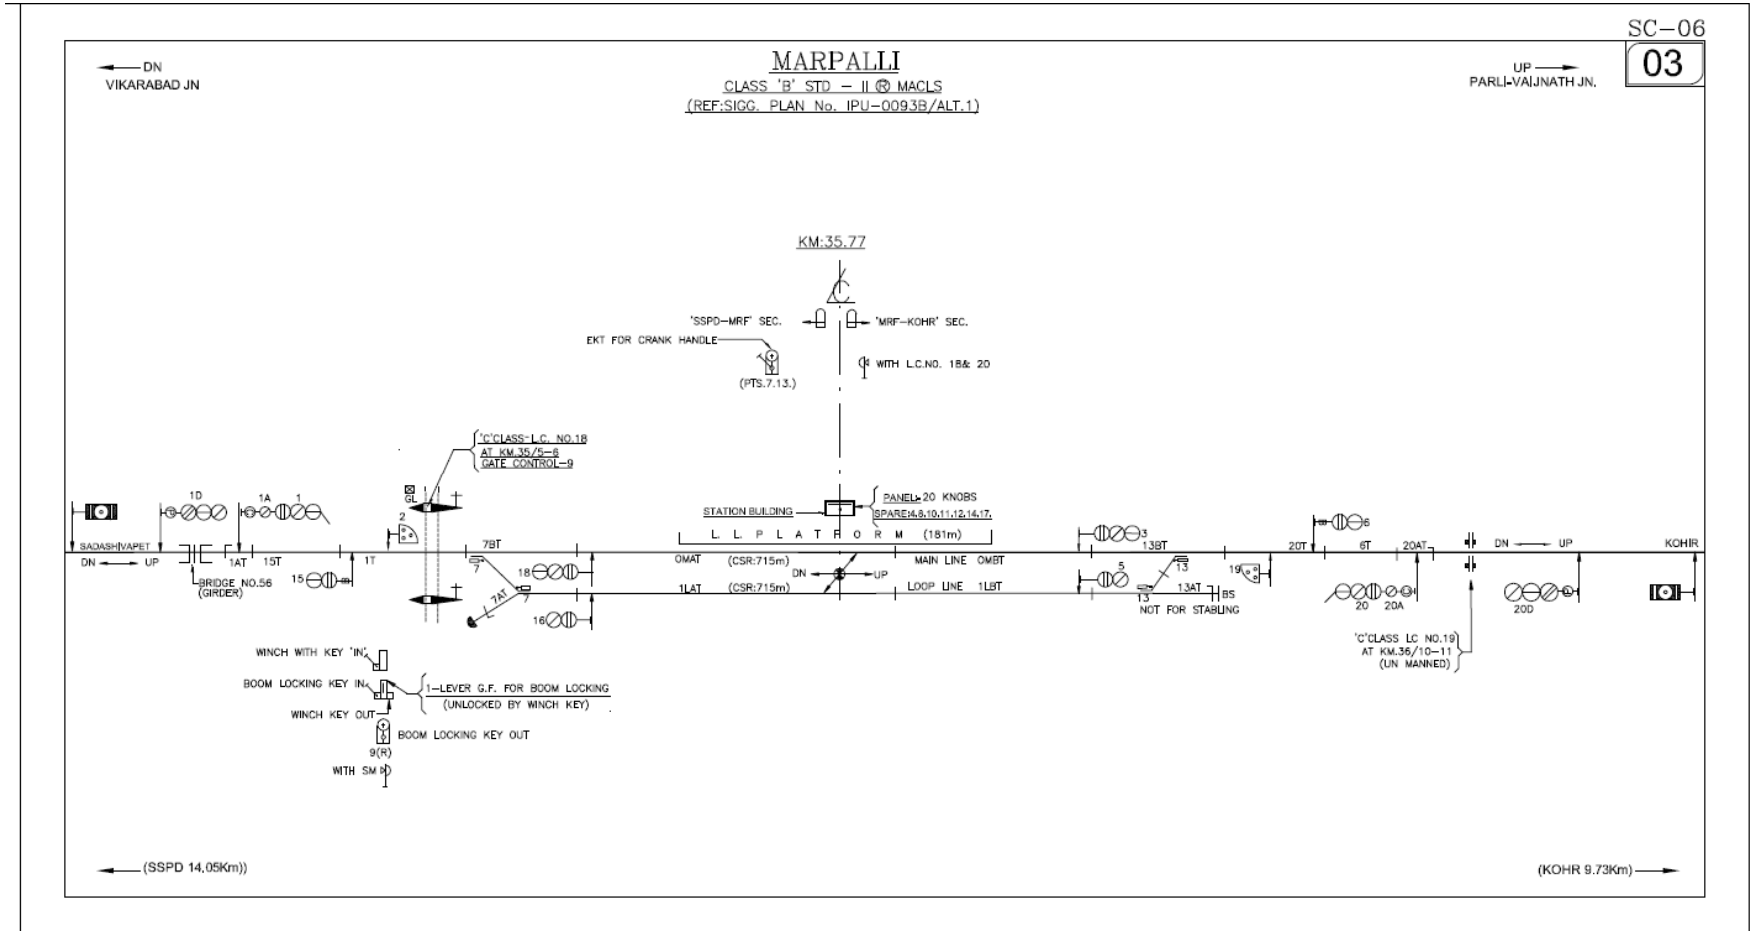 SC-06
03
DN
VIKARABAD JN
MARPALLI
CLASS 'B' STD - II Ⓡ MACLS
(REF:SIGG. PLAN No. IPU-0093B/ALT.1)
UP
PARLI-VAIJNATH JN.
KM:35.77
C
'SSPD-MRF' SEC.
'MRF-KOHR' SEC.
EKT FOR CRANK HANDLE
(PTS.7.13.)
WITH L.C.NO. 18& 20
'C'CLASS-L.C. NO.18
AT KM.35/5-6
GATE CONTROL-9
GL
1D
1A
1
2
STATION BUILDING
PANEL-20 KNOBS
SPARE:4.8.10.11.12.14.17.
L. L. P L A T F O R M (181m)
3
6
SADASHIVAPET
DN UP
1AT
15T
1T
7BT
OMAT
(CSR:715m)
MAIN LINE OMBT
13BT
20T
6T
20AT
DN UP
KOHIR
BRIDGE NO.56
(GIRDER)
15
7
18
7
7AT
16
DN UP
1LAT
(CSR:715m)
LOOP LINE 1LBT
5
13
13
13AT
BS
NOT FOR STABLING
19
20
20A
20D
'C'CLASS LC NO.19
AT KM.36/10-11
(UN MANNED)
WINCH WITH KEY 'IN'
BOOM LOCKING KEY IN
WINCH KEY OUT
1-LEVER G.F. FOR BOOM LOCKING
(UNLOCKED BY WINCH KEY)
BOOM LOCKING KEY OUT
9(R)
WITH SM
(SSPD 14.05Km))
(KOHR 9.73Km)